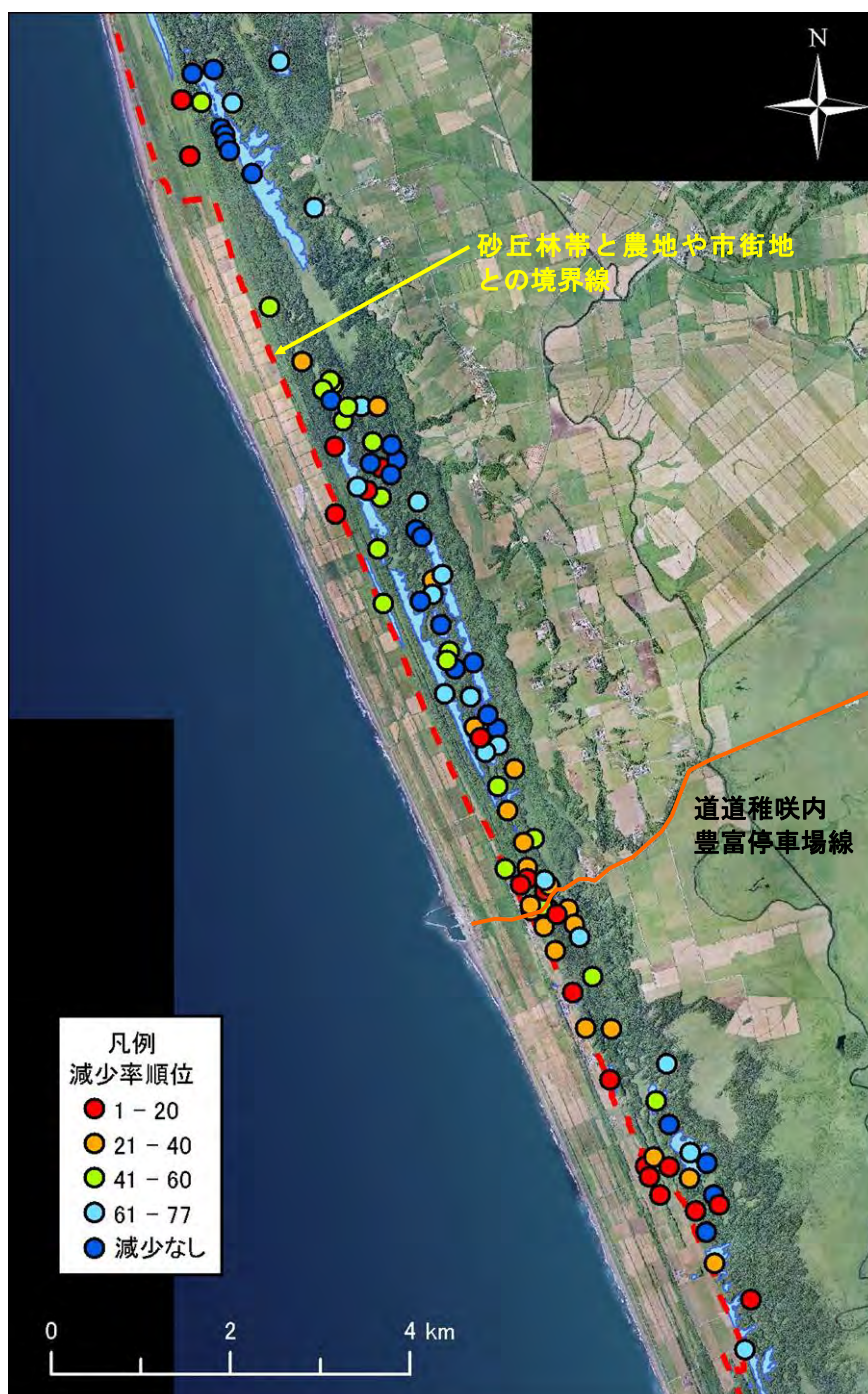 N
砂丘林帯と農地や市街地
との境界線
道道稚咲内
豊富停車場線
凡例
減少率順位
1 - 20
21 - 40
41 - 60
61 - 77
減少なし
0 2 4 km